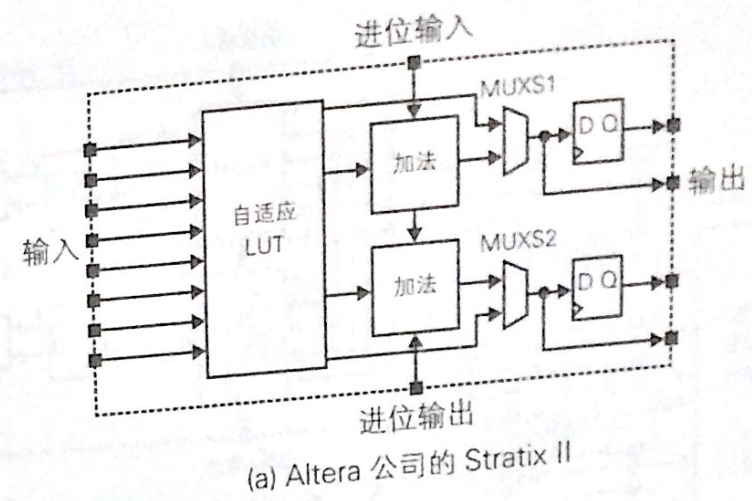 进位输入
MUXS1
D Q
加法
输出
自适应
LUT
输入
MUXS2
D Q
加法
进位输出
(a) Altera 公司的 Stratix II